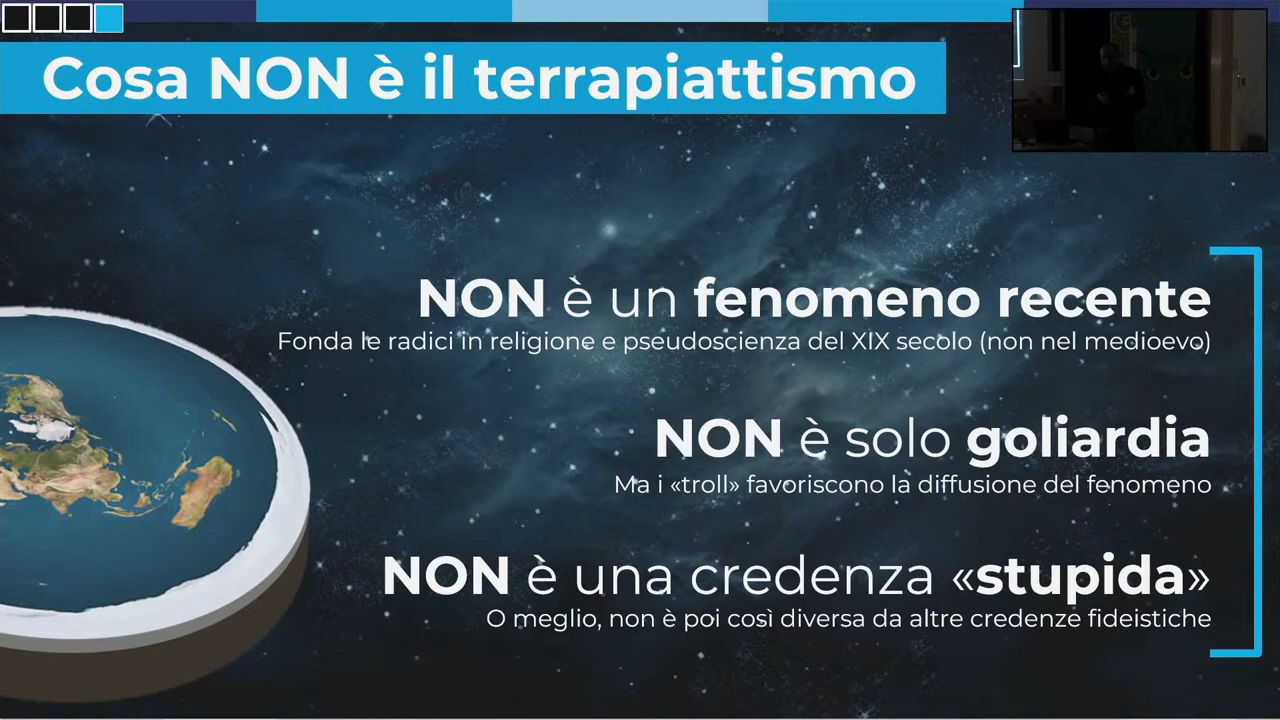 Cosa NON è il terrapiattismo
NON è un fenomeno recente
Fonda le radici in religione e pseudoscienza del XIX secolo (non nel medioevo)
NON è solo goliardia
Ma i «troll» favoriscono la diffusione del fenomeno
NON è una credenza «stupida»
O meglio, non è poi così diversa da altre credenze fideistiche